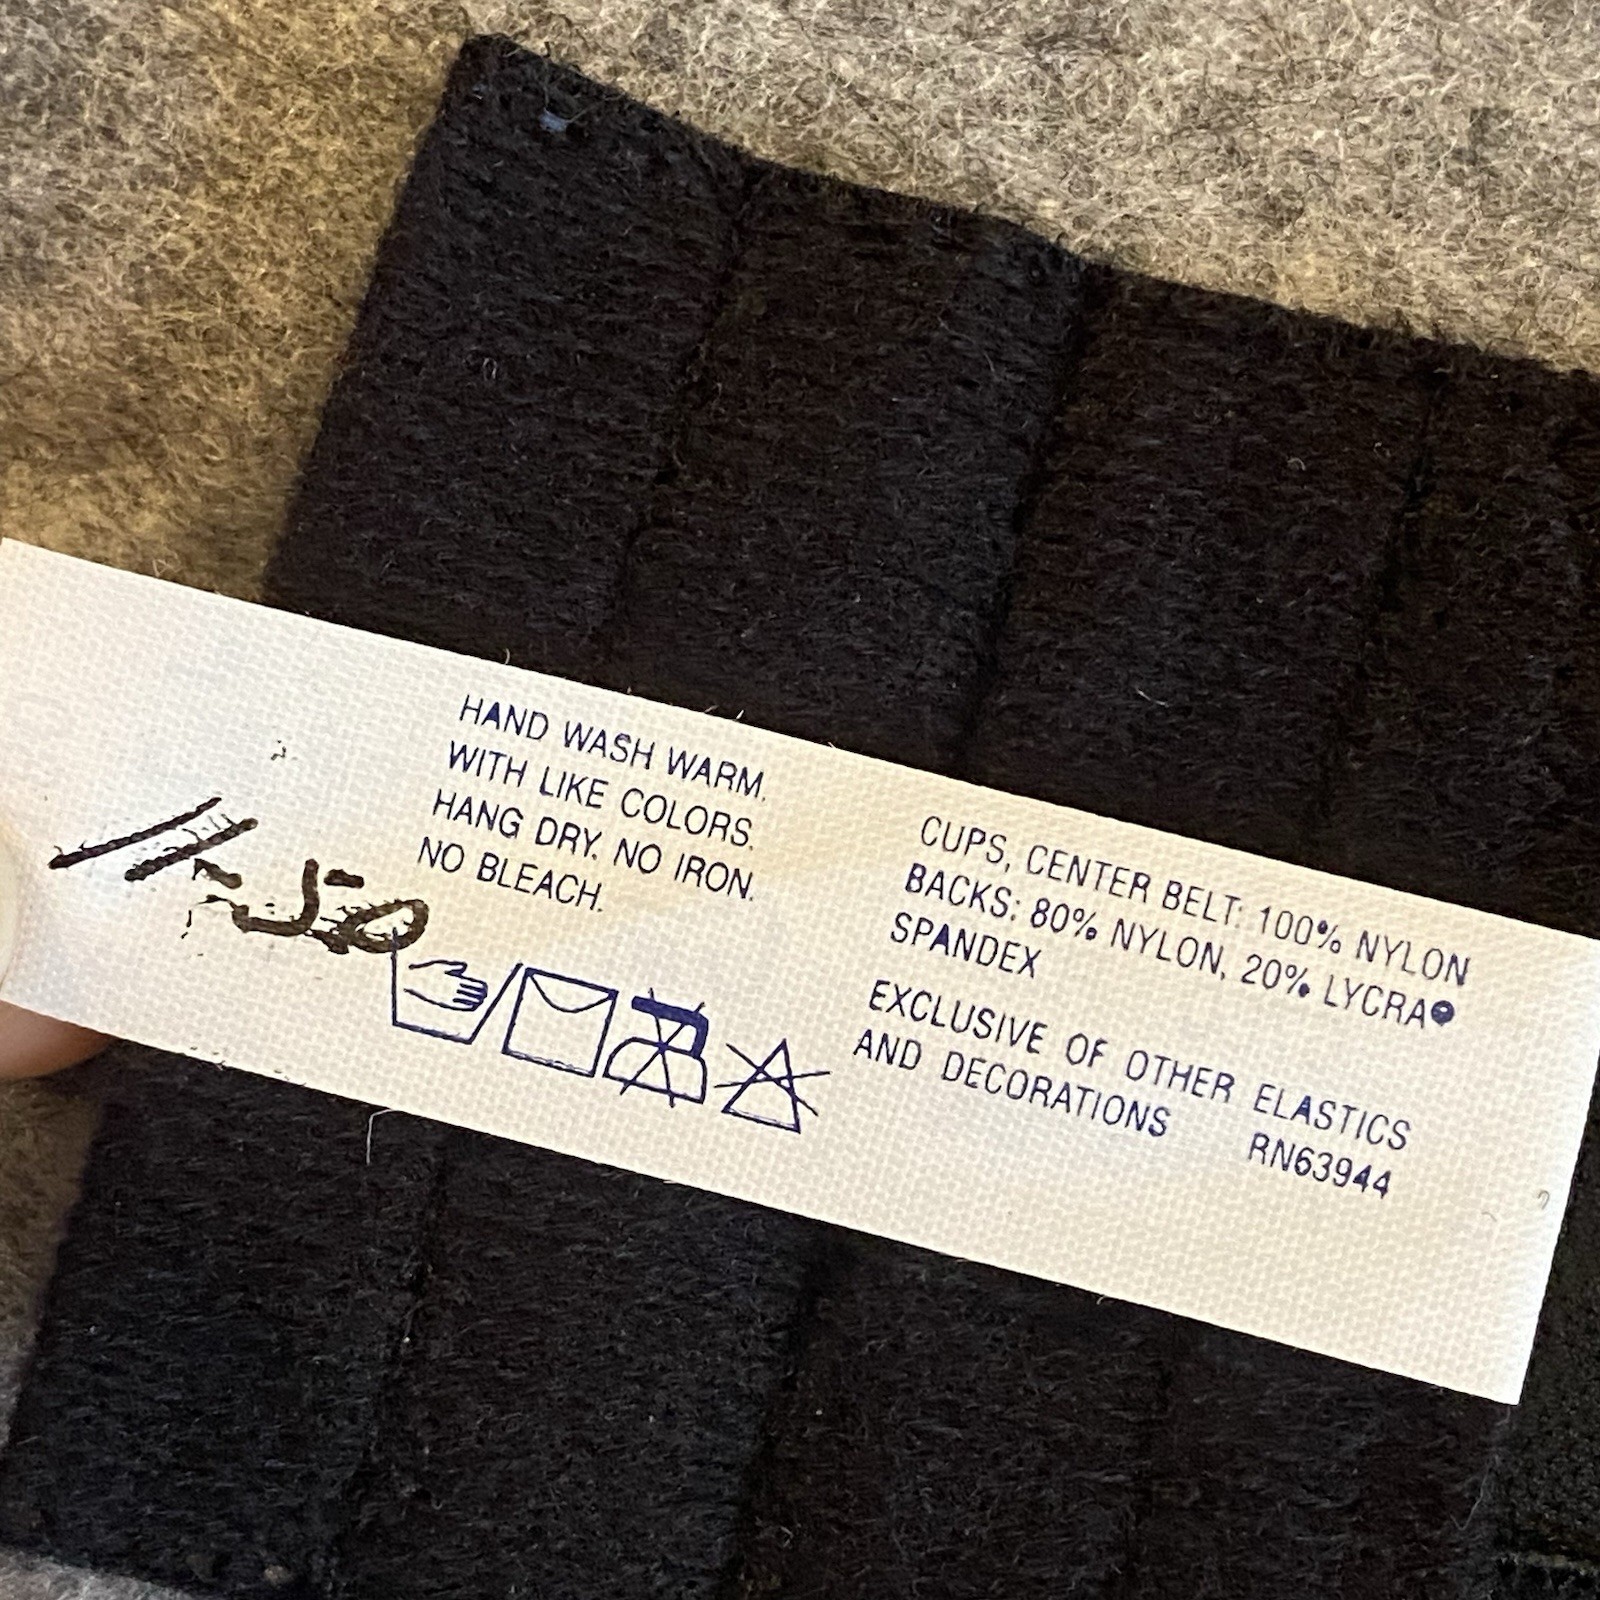 HAND WASH WARM.
WITH LIKE COLORS.
HANG DRY. NO IRON.
NO BLEACH.
CUPS, CENTER BELT: 100% NYLON
BACKS: 80% NYLON, 20% LYCRA®
SPANDEX
EXCLUSIVE OF OTHER ELASTICS
AND DECORATIONS RN63944